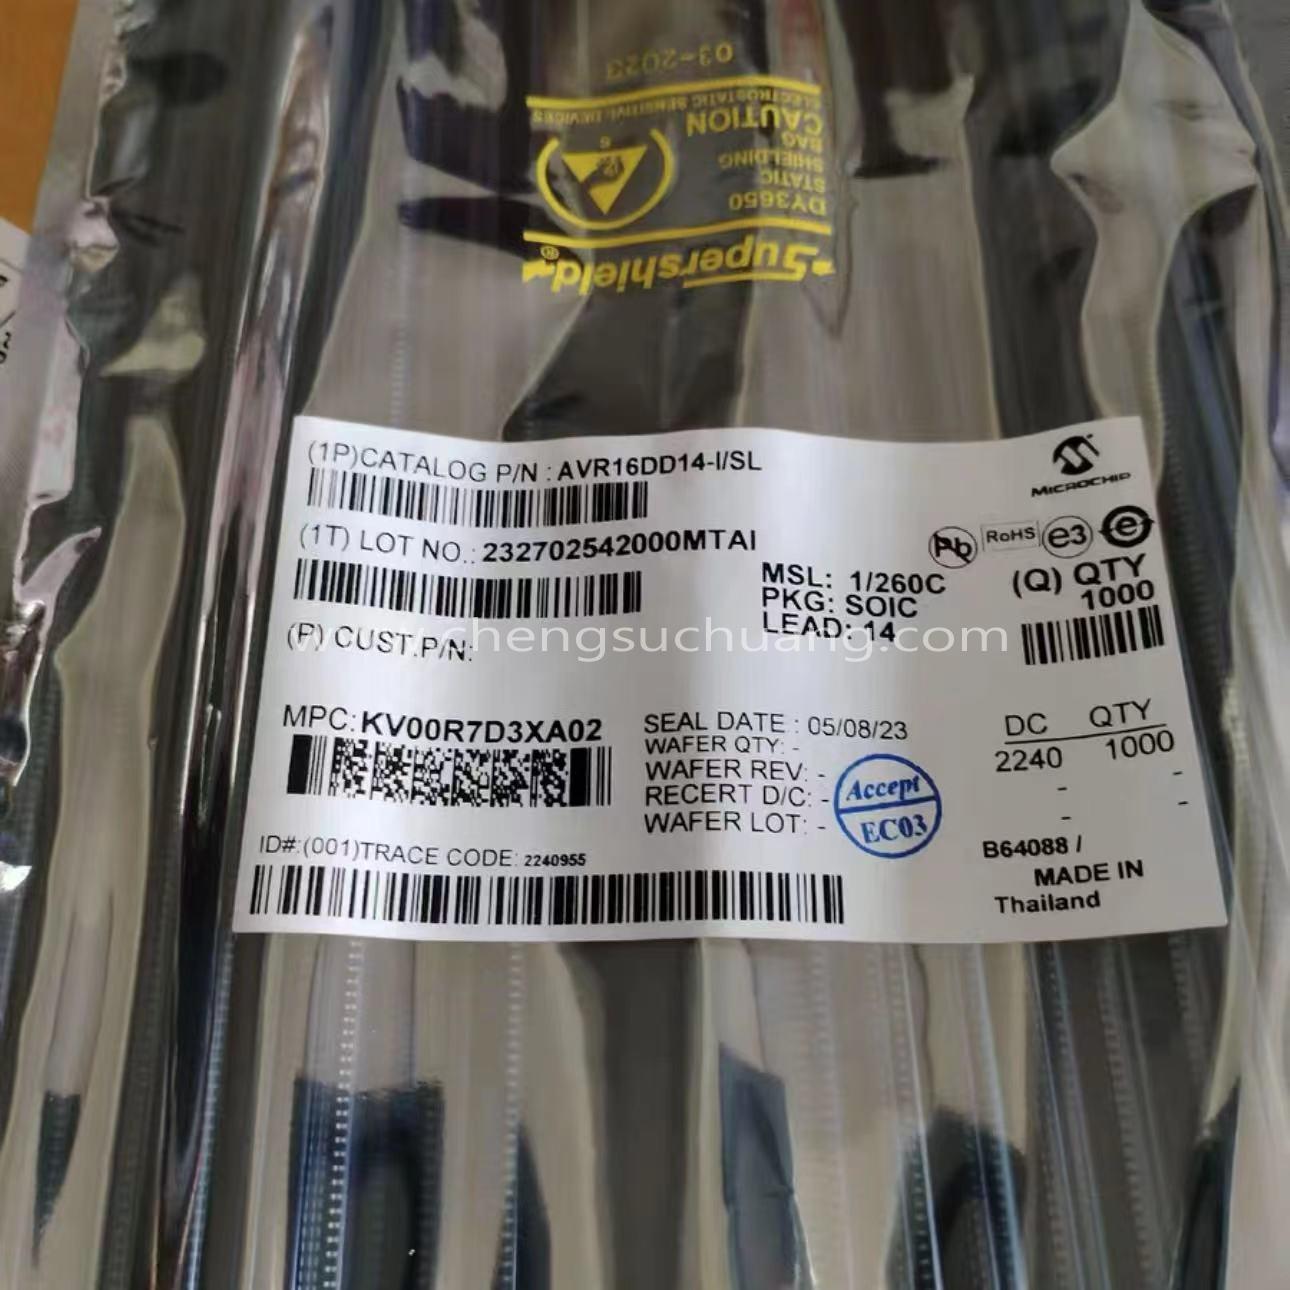 03-2023
ELECTROSTATIC SENSITIVE DEVICES
CAUTION
BAG
SHIELDING
STATIC
DY3650
Supershield®
(1P)CATALOG P/N : AVR16DD14-I/SL
MICROCHIP
(1T) LOT NO.: 232702542000MTAI
Pb RoHS e3 e
MSL: 1/260C
PKG: SOIC
LEAD: 14
(Q) QTY
1000
(P) CUST.P/N:
www.chengsuchuang.com
MPC: KV00R7D3XA02
SEAL DATE : 05/08/23
WAFER QTY: -
WAFER REV: -
RECERT D/C: -
WAFER LOT: -
Accept
EC03
DC QTY
2240 1000
- -
- -
B64088 /
MADE IN
Thailand
ID#:(001)TRACE CODE: 2240955